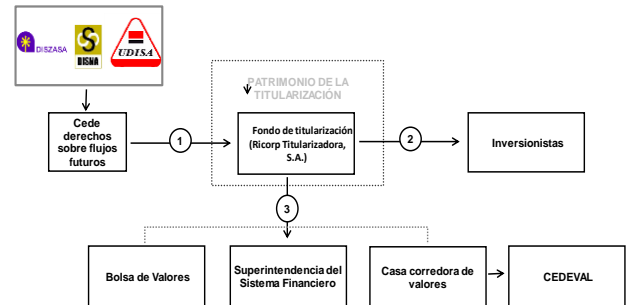 DISZASA
S
DISNA
UDISA
PATRIMONIO DE LA
TITULARIZACIÓN
Cede
derechos
sobre flujos
futuros
1
Fondo de titularización
(Ricorp Titularizadora,
S.A.)
2
Inversionistas
3
Bolsa de Valores
Superintendencia del
Sistema Financiero
Casa corredora de
valores
CEDEVAL